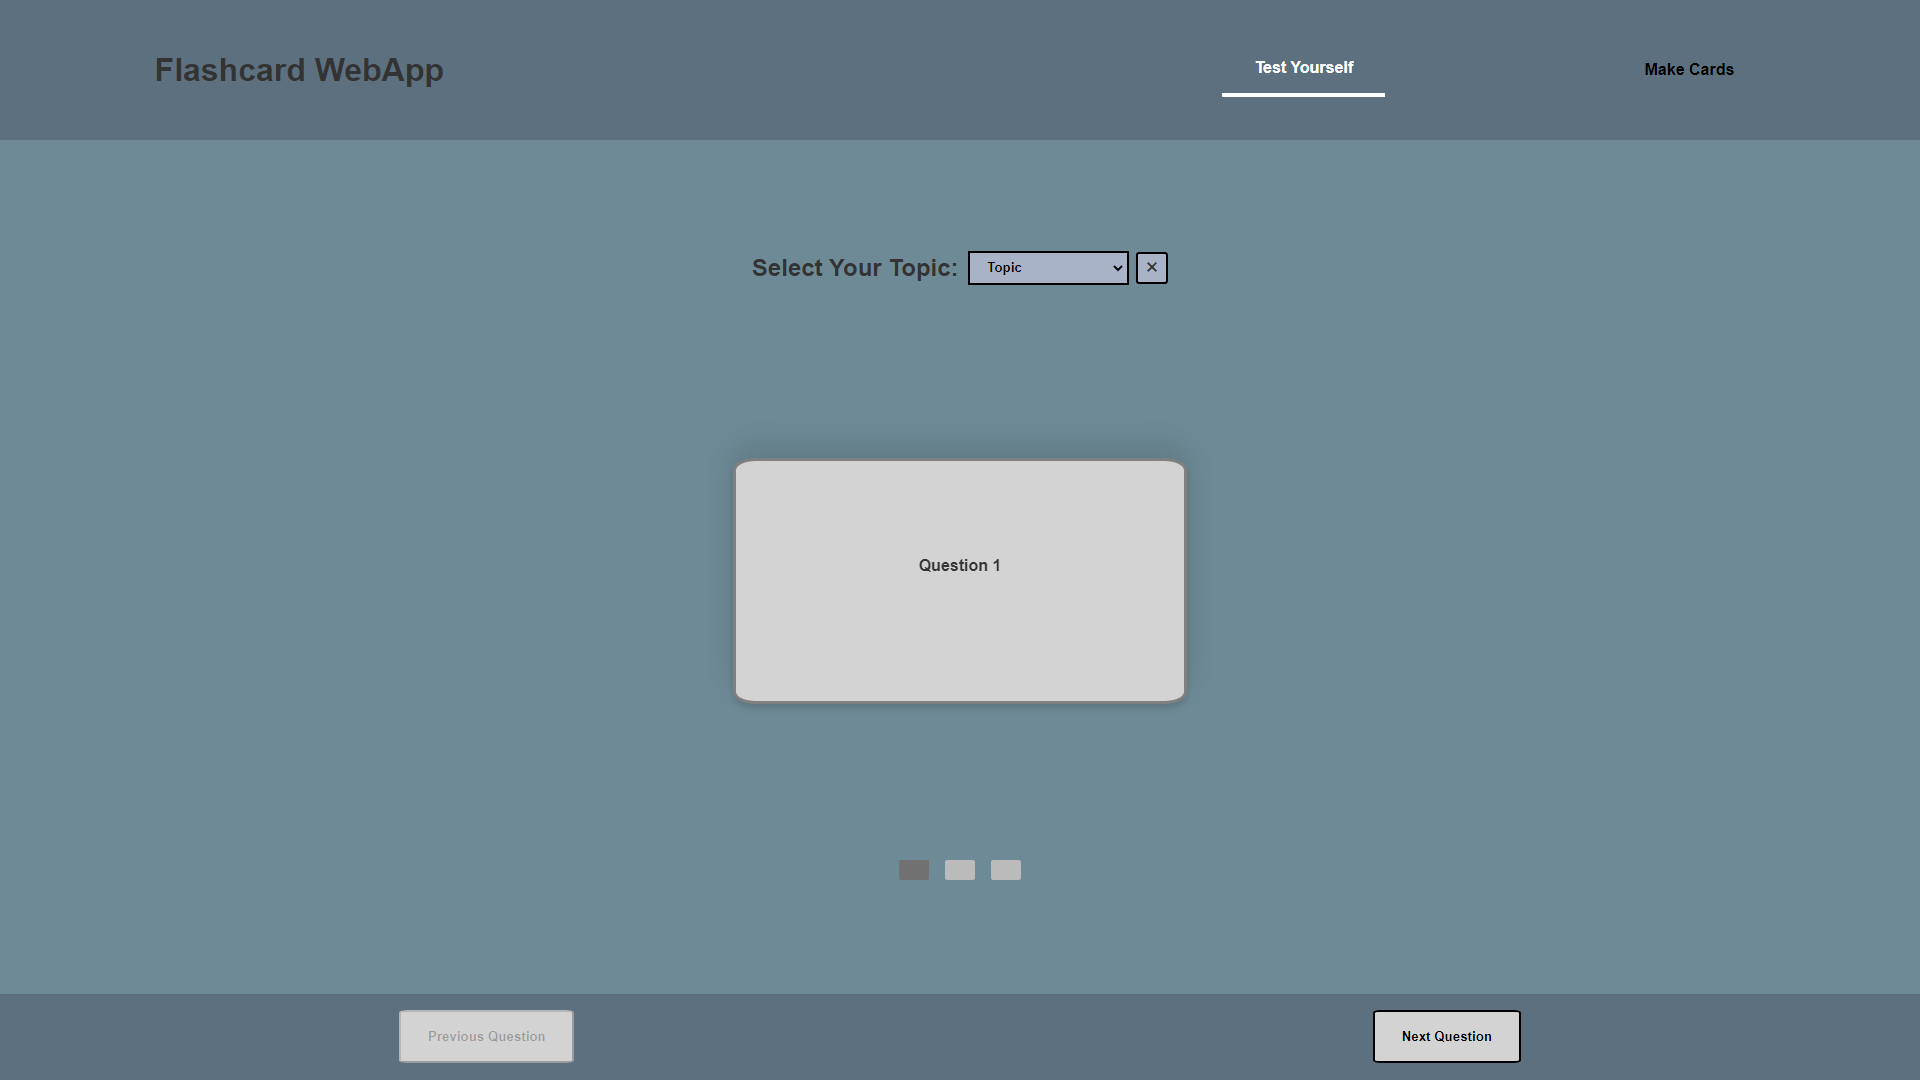 Flashcard WebApp
Test Yourself
Make Cards
Select Your Topic:
Topic
×
Question 1
Previous Question
Next Question